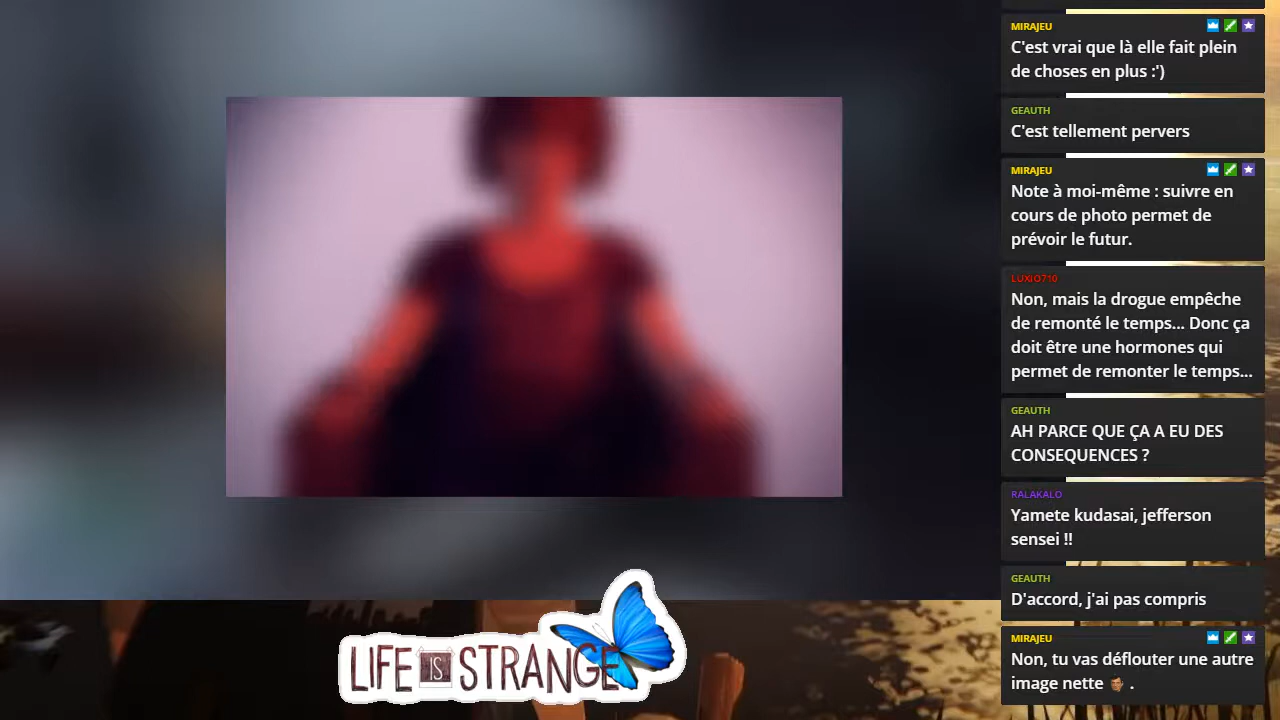 MIRAJEU
C'est vrai que là elle fait plein
de choses en plus :')
GEAUTH
C'est tellement pervers
MIRAJEU
Note à moi-même : suivre en
cours de photo permet de
prévoir le futur.
LUXIO710
Non, mais la drogue empêche
de remonté le temps... Donc ça
doit être une hormones qui
permet de remonter le temps...
GEAUTH
AH PARCE QUE ÇA A EU DES
CONSEQUENCES ?
RALAKALO
Yamete kudasai, jefferson
sensei !!
GEAUTH
D'accord, j'ai pas compris
MIRAJEU
Non, tu vas déflouter une autre
image nette .
LIFE IS STRANGE